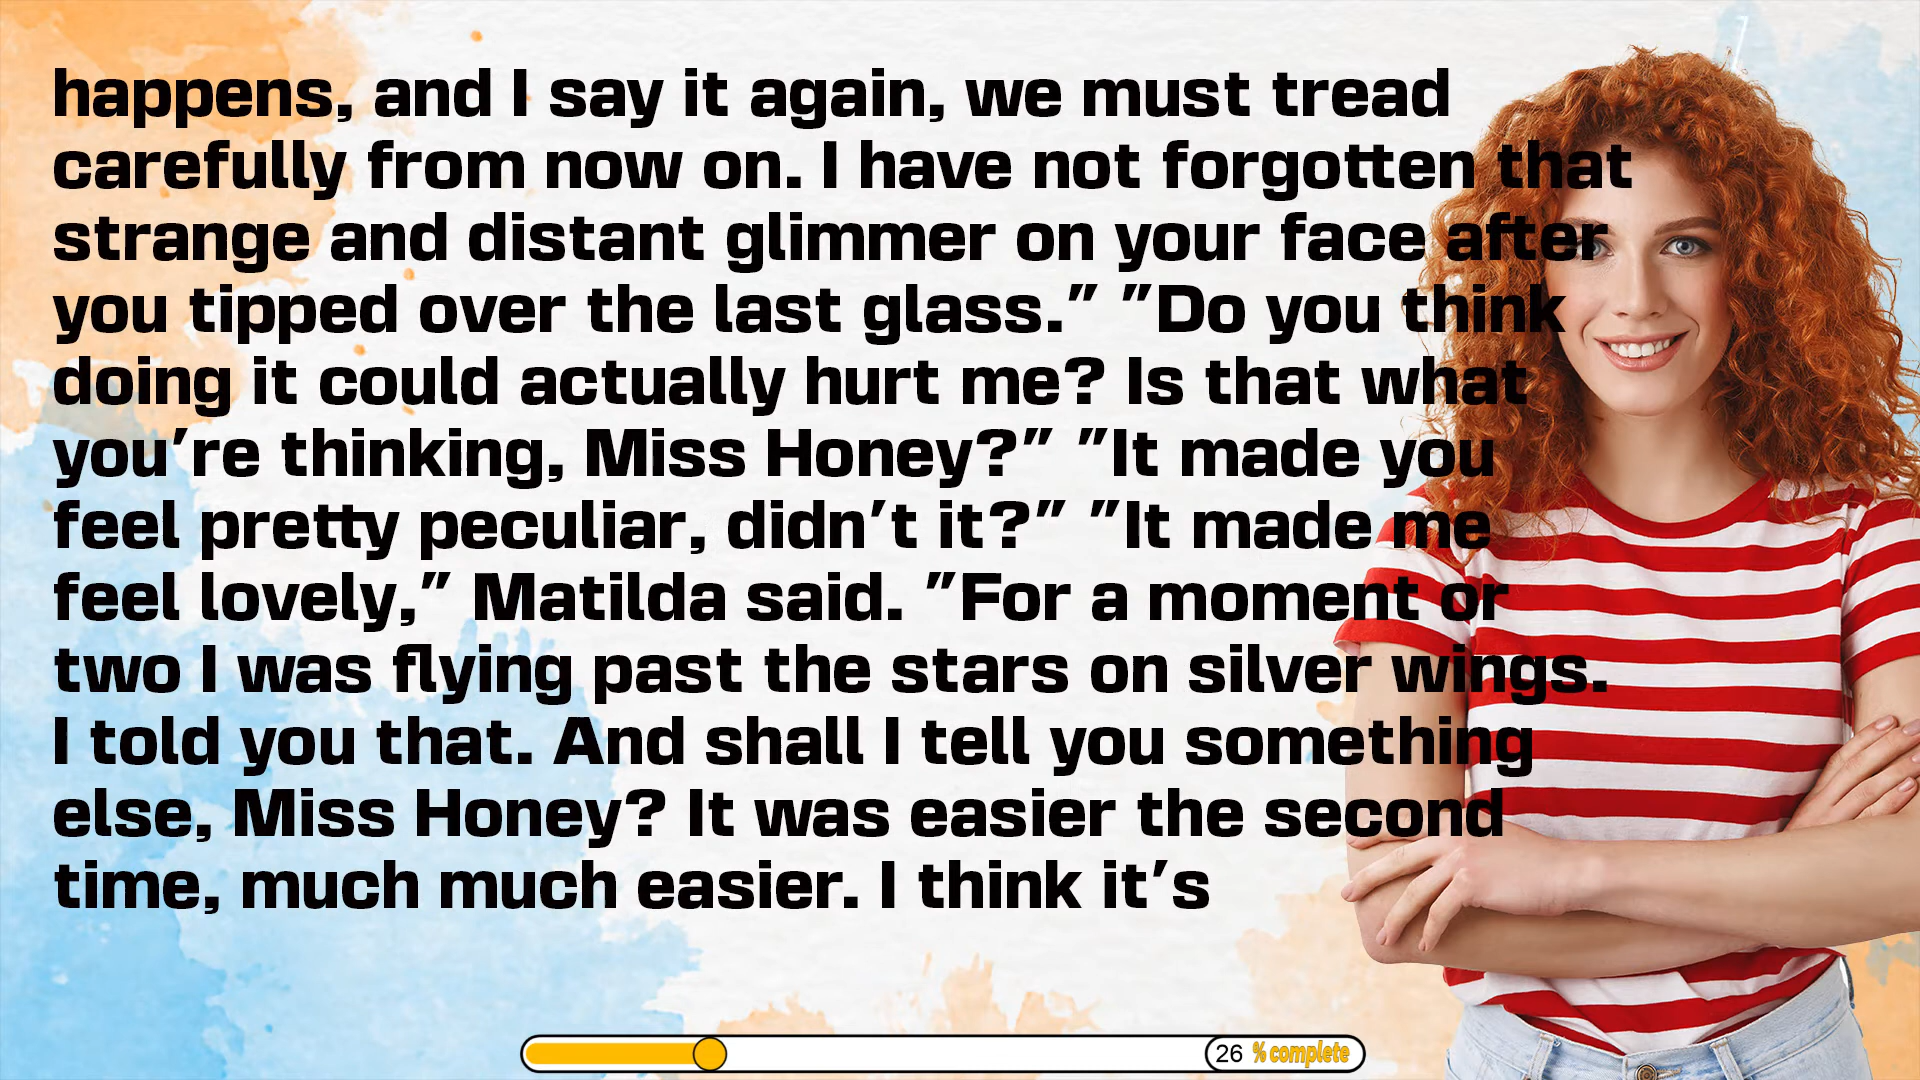 happens, and I say it again, we must tread
carefully from now on. I have not forgotten that
strange and distant glimmer on your face after
you tipped over the last glass.” ”Do you think
doing it could actually hurt me? Is that what
you’re thinking, Miss Honey?” ”It made you
feel pretty peculiar, didn’t it?” ”It made me
feel lovely,” Matilda said. ”For a moment or
two I was flying past the stars on silver wings.
I told you that. And shall I tell you something
else, Miss Honey? It was easier the second
time, much much easier. I think it’s
26 % complete